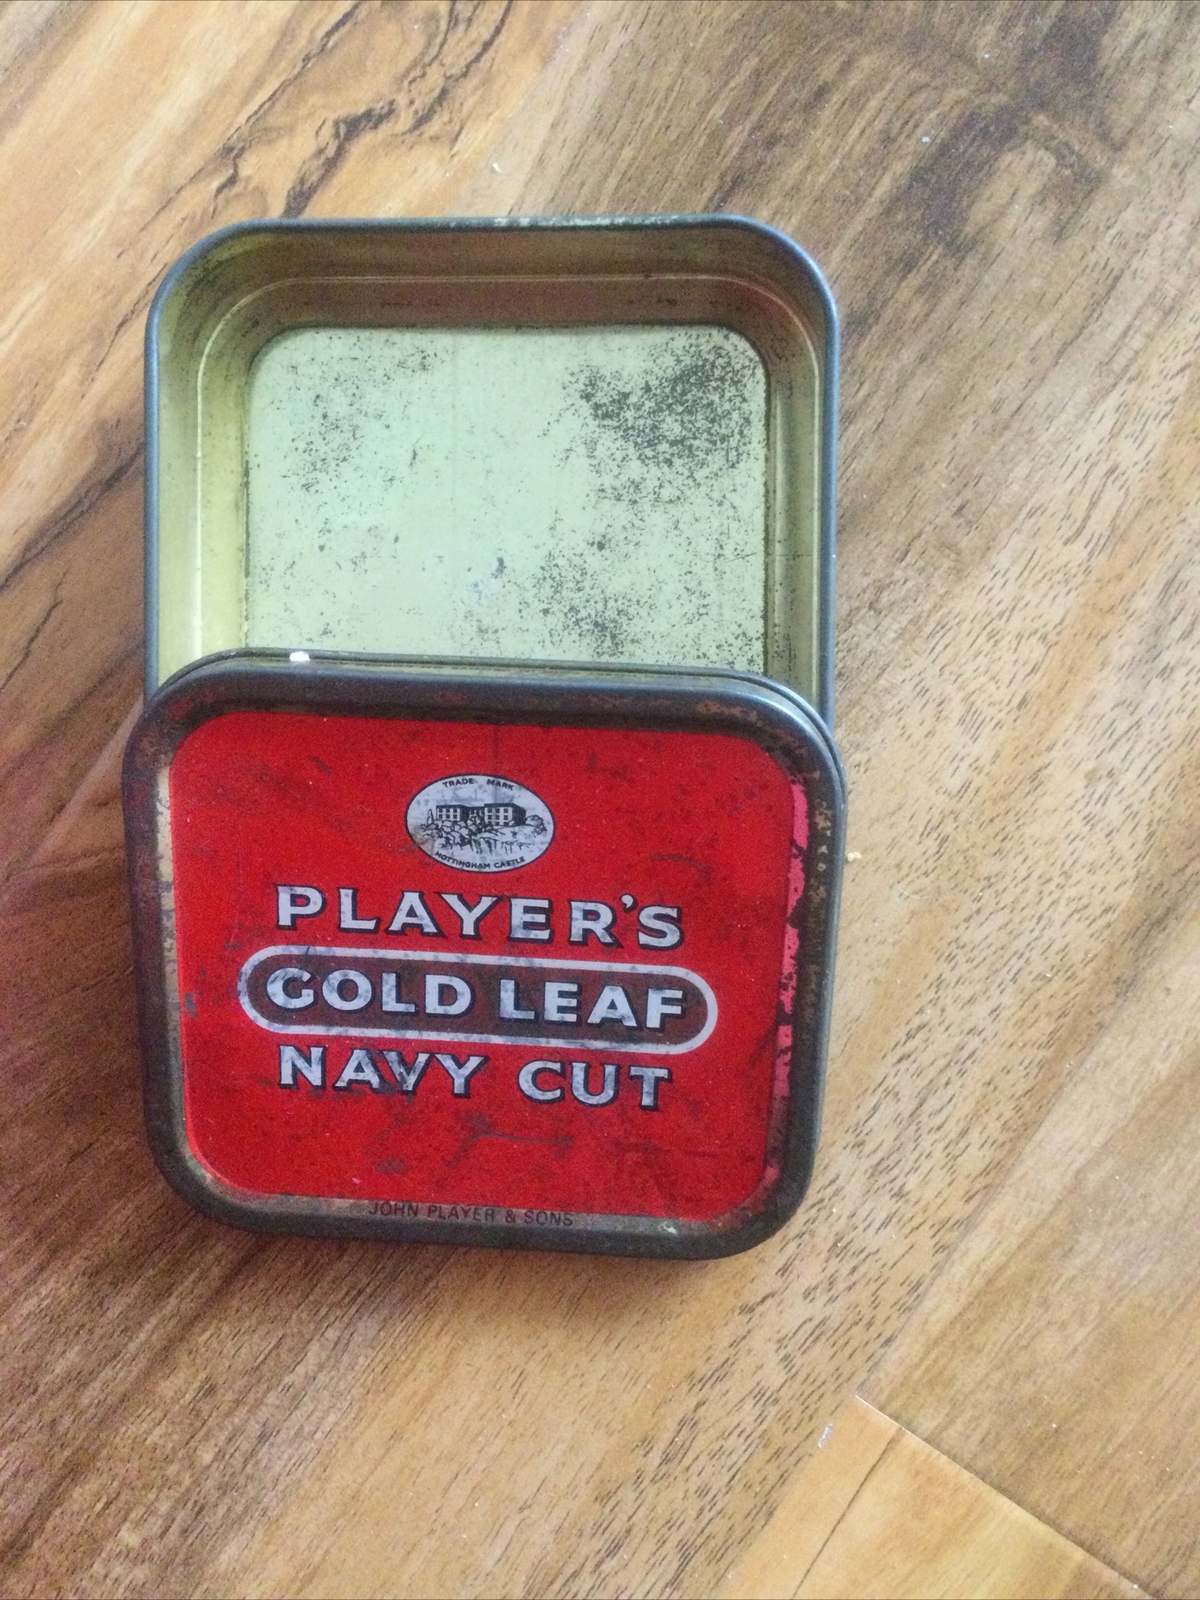 TRADE MARK
NOTTINGHAM CASTLE
PLAYER'S
GOLD LEAF
NAVY CUT
JOHN PLAYER & SONS